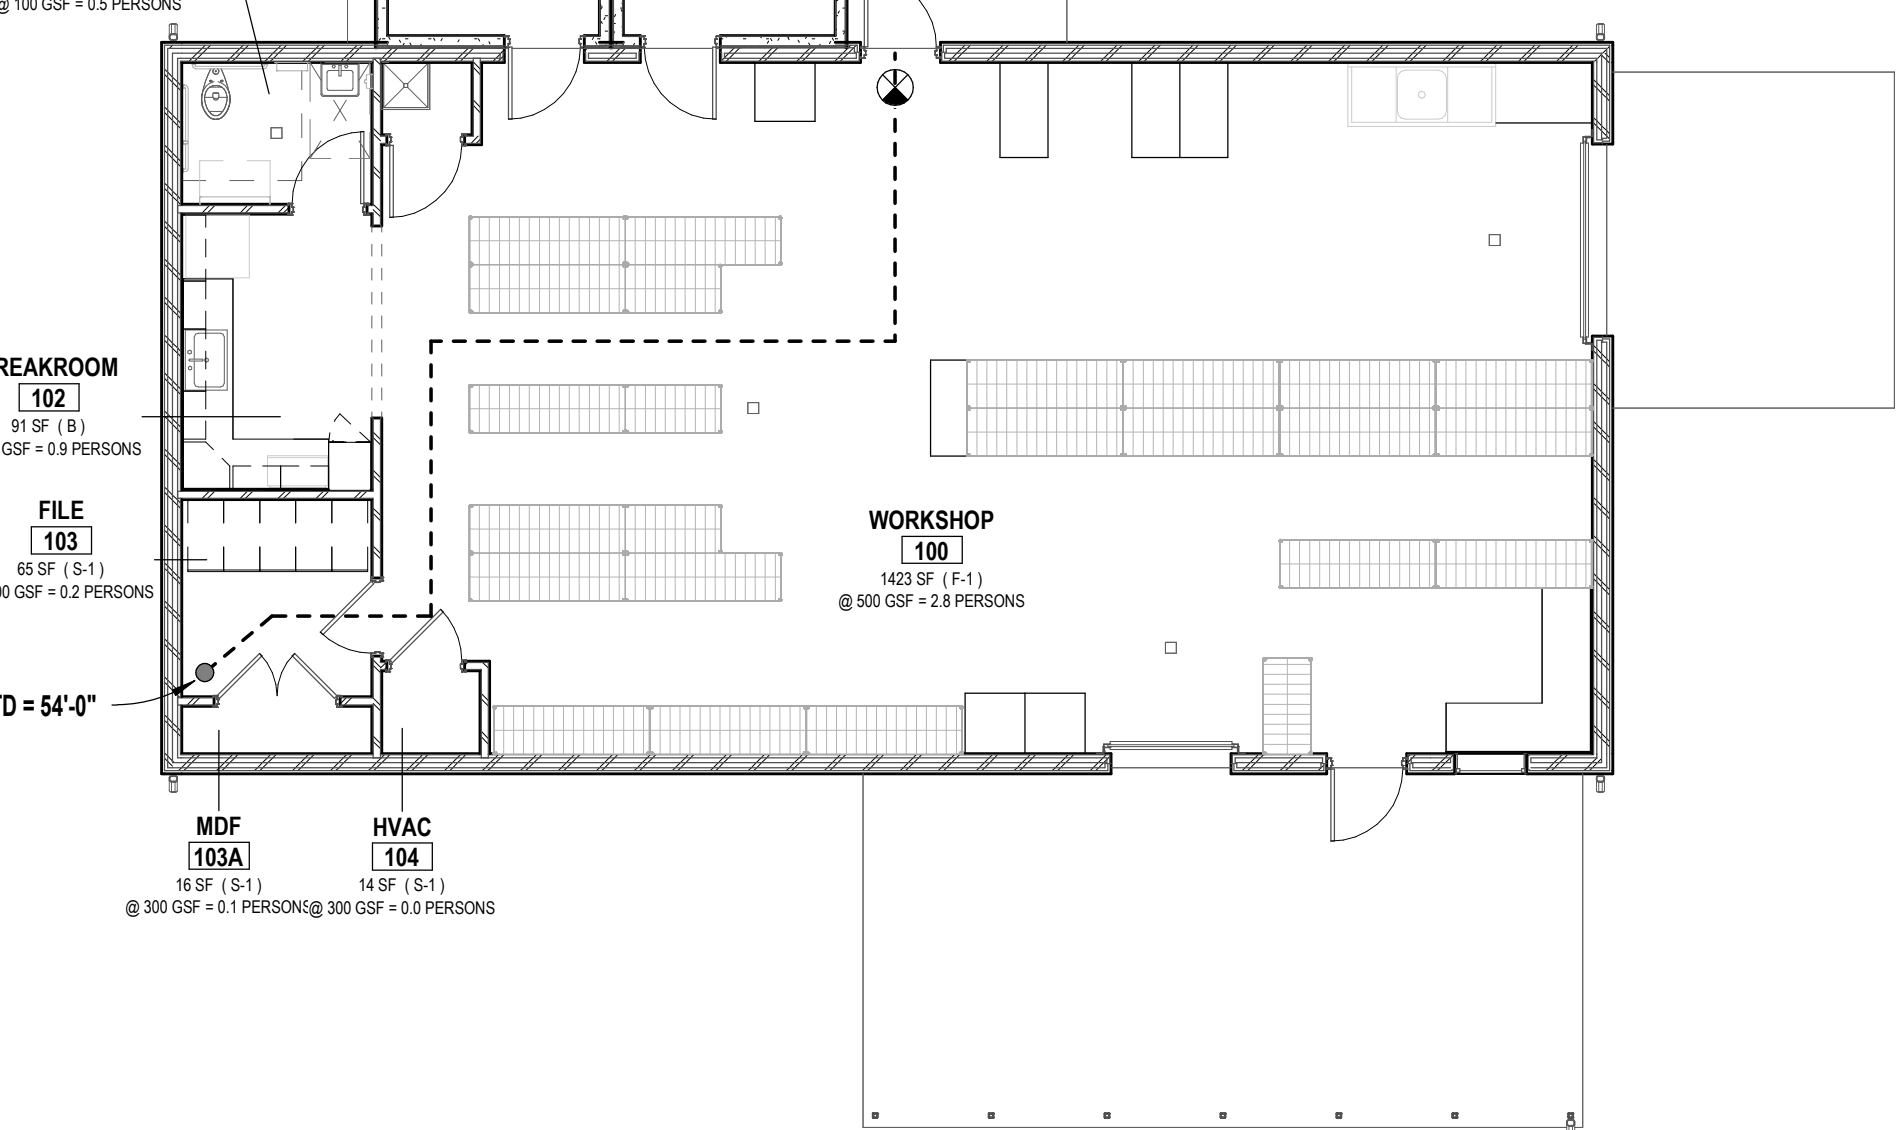 @ 100 GSF = 0.5 PERSONS
REAKROOM
102
91 SF ( B )
GSF = 0.9 PERSONS
FILE
103
65 SF ( S-1 )
00 GSF = 0.2 PERSONS
WORKSHOP
100
1423 SF ( F-1 )
@ 500 GSF = 2.8 PERSONS
TD = 54'-0"
MDF
103A
16 SF ( S-1 )
@ 300 GSF = 0.1 PERSONS
HVAC
104
14 SF ( S-1 )
@ 300 GSF = 0.0 PERSONS